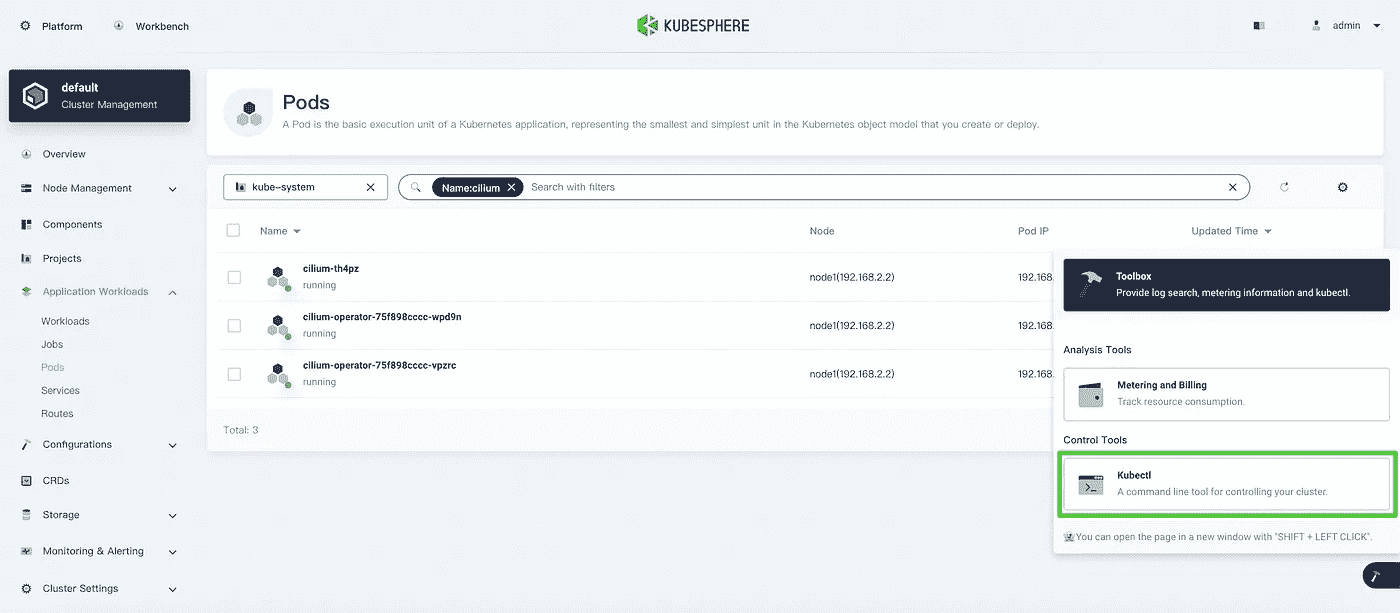 Platform
Workbench
KUBESPHERE
admin
default
Cluster Management
Overview
Node Management
Components
Projects
Application Workloads
Workloads
Jobs
Pods
Services
Routes
Configurations
CRDs
Storage
Monitoring & Alerting
Cluster Settings
Pods
A Pod is the basic execution unit of a Kubernetes application, representing the smallest and simplest unit in the Kubernetes object model that you create or deploy.
kube-system
Name:cilium
Search with filters
Name Node Pod IP Updated Time
cilium-th4pz
running
node1(192.168.2.2)
192.168.
cilium-operator-75f898cccc-wpd9n
running
node1(192.168.2.2)
192.168.
cilium-operator-75f898cccc-vpzrc
running
node1(192.168.2.2)
192.168.
Total: 3
Toolbox
Provide log search, metering information and kubectl.
Analysis Tools
Metering and Billing
Track resource consumption.
Control Tools
Kubectl
A command line tool for controlling your cluster.
You can open the page in a new window with "SHIFT + LEFT CLICK".